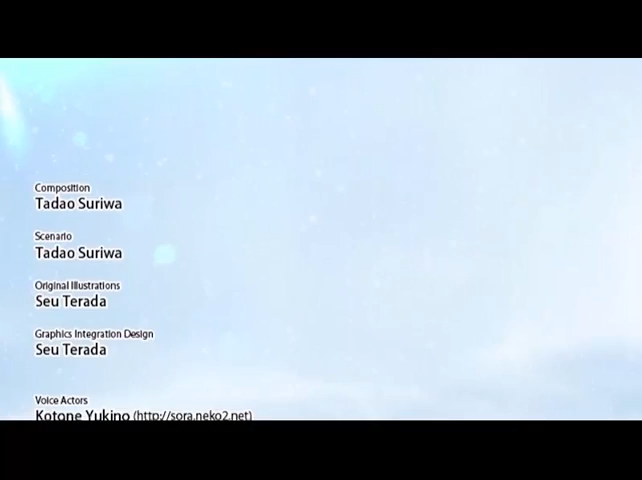 Composition
Tadao Suriwa
Scenario
Tadao Suriwa
Original Illustrations
Seu Terada
Graphics Integration Design
Seu Terada
Voice Actors
Kotone Yukino (http://sora.neko2.net)